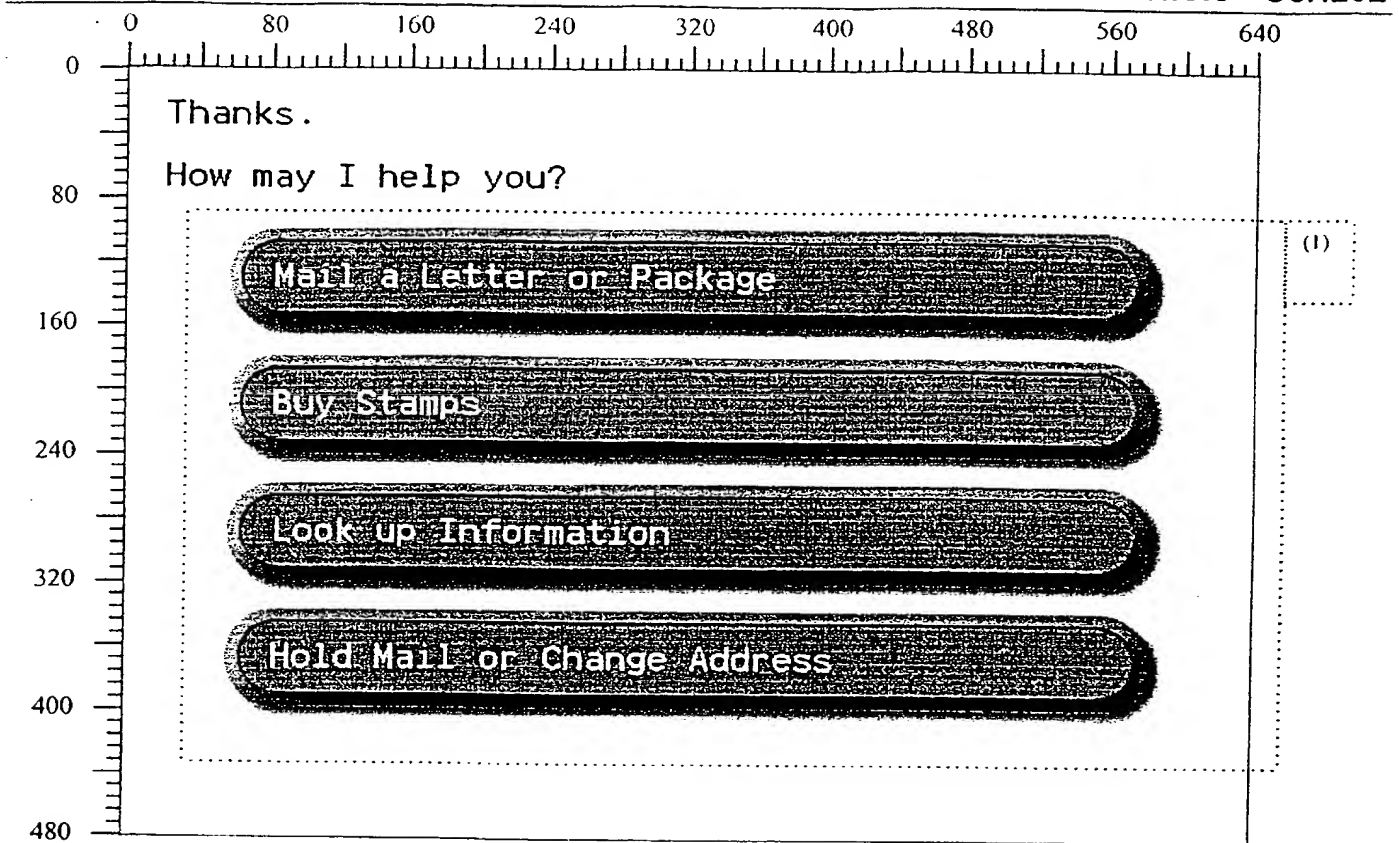 0 80 160 240 320 400 480 560 640
0
Thanks.
How may I help you?
80
(1)
Mail a Letter or Package
160
Buy Stamps
240
Look up Information
320
Hold Mail or Change Address
400
480